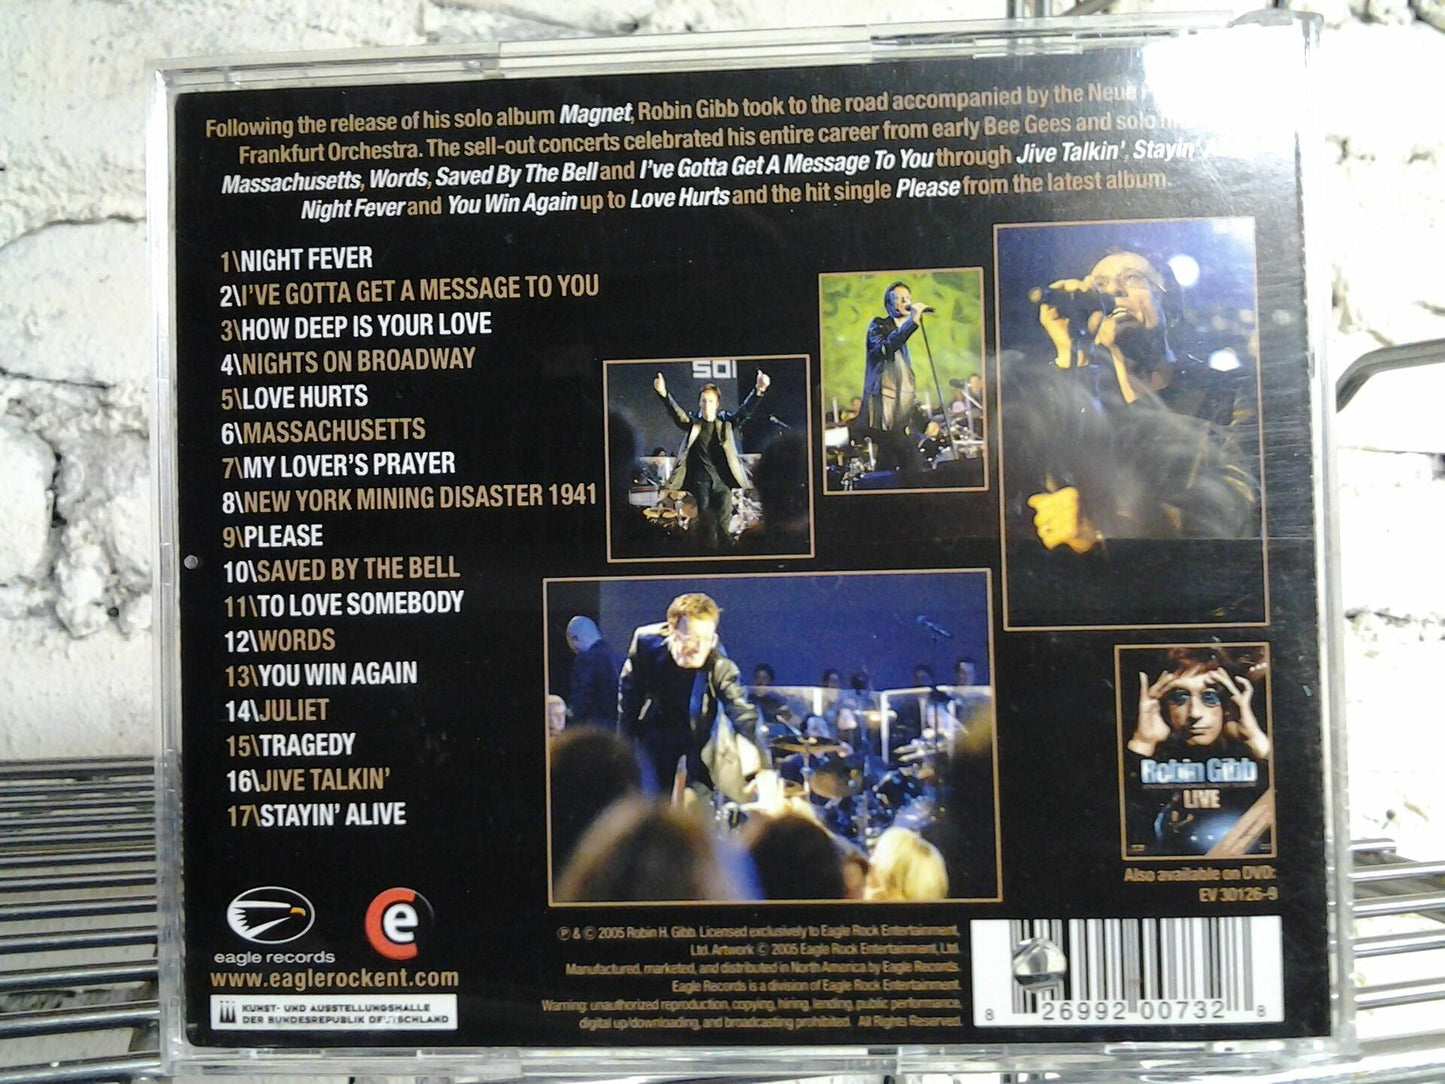 Following the release of his solo album Magnet, Robin Gibb took to the road accompanied by the Neue
Frankfurt Orchestra. The sell-out concerts celebrated his entire career from early Bee Gees and solo
Massachusetts, Words, Saved By The Bell and I've Gotta Get A Message To You through Jive Talkin', Stayin'
Night Fever and You Win Again up to Love Hurts and the hit single Please from the latest album.
1\NIGHT FEVER
2\I'VE GOTTA GET A MESSAGE TO YOU
3\HOW DEEP IS YOUR LOVE
4\NIGHTS ON BROADWAY
5\LOVE HURTS
6\MASSACHUSETTS
7\MY LOVER'S PRAYER
8\NEW YORK MINING DISASTER 1941
9\PLEASE
10\SAVED BY THE BELL
11\TO LOVE SOMEBODY
12\WORDS
13\YOU WIN AGAIN
14\JULIET
15\TRAGEDY
16\JIVE TALKIN'
17\STAYIN' ALIVE
Robin Gibb
LIVE
Also available on DVD:
EV 30126-9
e
eagle records
www.eaglerockent.com
KUNST- UND AUSSTELLUNGSHALLE
DER BUNDESREPUBLIK DEUTSCHLAND
℗ & © 2005 Robin H. Gibb. Licensed exclusively to Eagle Rock Entertainment,
Ltd. Artwork © 2005 Eagle Rock Entertainment, Ltd.
Manufactured, marketed, and distributed in North America by Eagle Records.
Eagle Records is a division of Eagle Rock Entertainment.
Warning: unauthorized reproduction, copying, hiring, lending, public performance,
digital up/downloading, and broadcasting prohibited. All Rights Reserved.
8 26992 00732 8